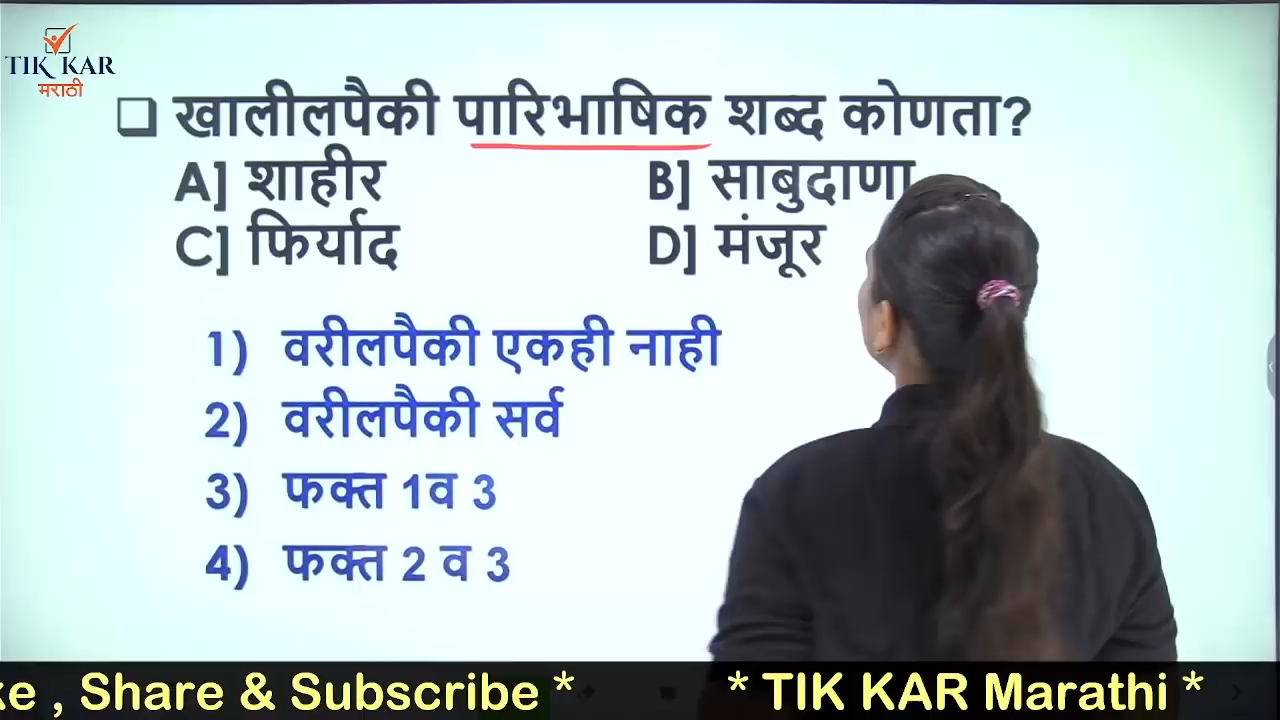 TIK KAR
मराठी
❑ खालीलपैकी पारिभाषिक शब्द कोणता?
A] शाहीर B] साबुदाणा
C] फिर्याद D] मंजूर
1) वरीलपैकी एकही नाही
2) वरीलपैकी सर्व
3) फक्त 1व 3
4) फक्त 2 व 3
, Share & Subscribe * * TIK KAR Marathi *